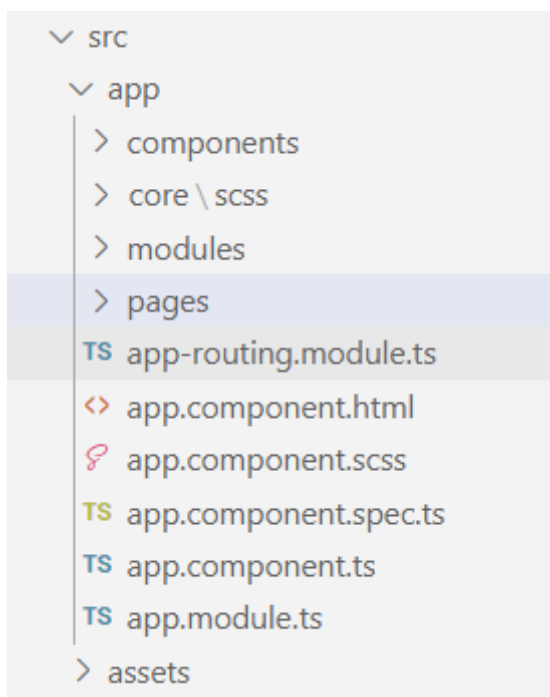 src
app
components
core \ scss
modules
pages
TS app-routing.module.ts
<> app.component.html
app.component.scss
TS app.component.spec.ts
TS app.component.ts
TS app.module.ts
assets